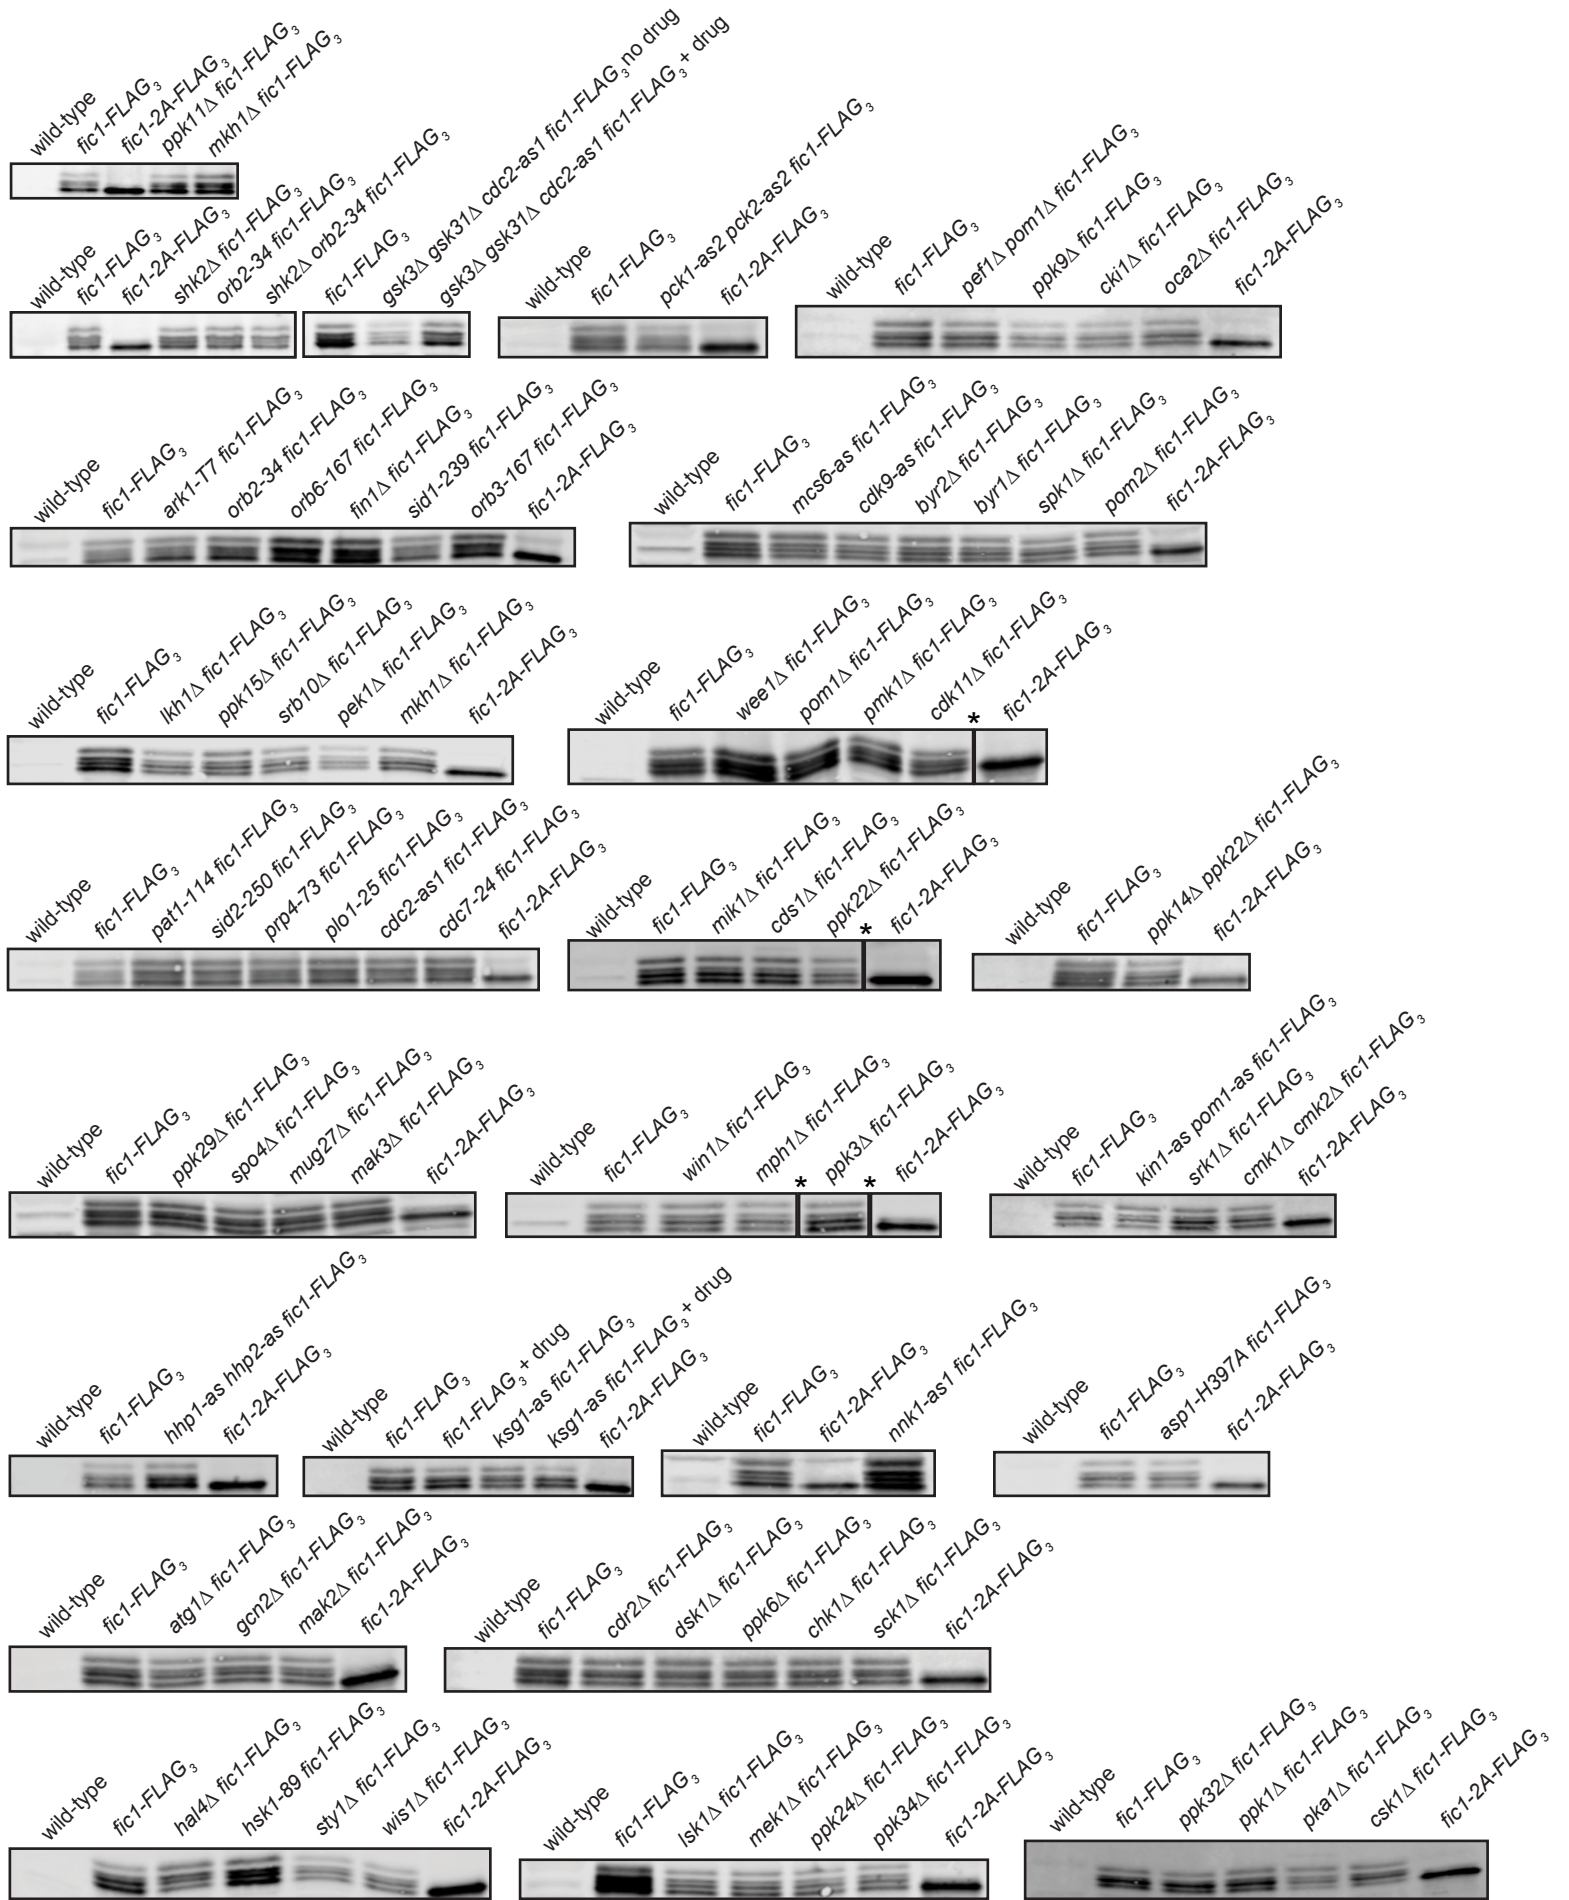 wild-type
fic1-FLAG₃
fic1-2A-FLAG₃
ppk11Δ fic1-FLAG₃
mkh1Δ fic1-FLAG₃
wild-type
fic1-FLAG₃
fic1-2A-FLAG₃
shk2Δ fic1-FLAG₃
orb2-34 fic1-FLAG₃
shk2Δ orb2-34 fic1-FLAG₃
fic1-FLAG₃
gsk3Δ gsk31Δ cdc2-as1 fic1-FLAG₃ no drug
gsk3Δ gsk31Δ cdc2-as1 fic1-FLAG₃ + drug
wild-type
fic1-FLAG₃
pck1-as2 pck2-as2 fic1-FLAG₃
fic1-2A-FLAG₃
wild-type
fic1-FLAG₃
pef1Δ pom1Δ fic1-FLAG₃
ppk9Δ fic1-FLAG₃
cki1Δ fic1-FLAG₃
oca2Δ fic1-FLAG₃
fic1-2A-FLAG₃
wild-type
fic1-FLAG₃
ark1-T7 fic1-FLAG₃
orb2-34 fic1-FLAG₃
orb6-167 fic1-FLAG₃
fin1Δ fic1-FLAG₃
sid1-239 fic1-FLAG₃
orb3-167 fic1-FLAG₃
fic1-2A-FLAG₃
wild-type
fic1-FLAG₃
mcs6-as fic1-FLAG₃
cdk9-as fic1-FLAG₃
byr2Δ fic1-FLAG₃
byr1Δ fic1-FLAG₃
spk1Δ fic1-FLAG₃
pom2Δ fic1-FLAG₃
fic1-2A-FLAG₃
wild-type
fic1-FLAG₃
lkh1Δ fic1-FLAG₃
ppk15Δ fic1-FLAG₃
srb10Δ fic1-FLAG₃
pek1Δ fic1-FLAG₃
mkh1Δ fic1-FLAG₃
fic1-2A-FLAG₃
wild-type
fic1-FLAG₃
wee1Δ fic1-FLAG₃
pom1Δ fic1-FLAG₃
pmk1Δ fic1-FLAG₃
cdk11Δ fic1-FLAG₃
*
fic1-2A-FLAG₃
wild-type
fic1-FLAG₃
pat1-114 fic1-FLAG₃
sid2-250 fic1-FLAG₃
prp4-73 fic1-FLAG₃
plo1-25 fic1-FLAG₃
cdc2-as1 fic1-FLAG₃
cdc7-24 fic1-FLAG₃
fic1-2A-FLAG₃
wild-type
fic1-FLAG₃
mik1Δ fic1-FLAG₃
cds1Δ fic1-FLAG₃
ppk22Δ fic1-FLAG₃
*
fic1-2A-FLAG₃
wild-type
fic1-FLAG₃
ppk14Δ ppk22Δ fic1-FLAG₃
fic1-2A-FLAG₃
wild-type
fic1-FLAG₃
ppk29Δ fic1-FLAG₃
spo4Δ fic1-FLAG₃
mug27Δ fic1-FLAG₃
mak3Δ fic1-FLAG₃
fic1-2A-FLAG₃
wild-type
fic1-FLAG₃
win1Δ fic1-FLAG₃
mph1Δ fic1-FLAG₃
*
ppk3Δ fic1-FLAG₃
*
fic1-2A-FLAG₃
wild-type
fic1-FLAG₃
kin1-as pom1-as fic1-FLAG₃
srk1Δ fic1-FLAG₃
cmk1Δ cmk2Δ fic1-FLAG₃
fic1-2A-FLAG₃
wild-type
fic1-FLAG₃
hhp1-as hhp2-as fic1-FLAG₃
fic1-2A-FLAG₃
wild-type
fic1-FLAG₃
fic1-FLAG₃ + drug
ksg1-as fic1-FLAG₃
ksg1-as fic1-FLAG₃ + drug
fic1-2A-FLAG₃
wild-type
fic1-FLAG₃
fic1-2A-FLAG₃
nnk1-as1 fic1-FLAG₃
wild-type
fic1-FLAG₃
asp1-H397A fic1-FLAG₃
fic1-2A-FLAG₃
wild-type
fic1-FLAG₃
atg1Δ fic1-FLAG₃
gcn2Δ fic1-FLAG₃
mak2Δ fic1-FLAG₃
fic1-2A-FLAG₃
wild-type
fic1-FLAG₃
cdr2Δ fic1-FLAG₃
dsk1Δ fic1-FLAG₃
ppk6Δ fic1-FLAG₃
chk1Δ fic1-FLAG₃
sck1Δ fic1-FLAG₃
fic1-2A-FLAG₃
wild-type
fic1-FLAG₃
hal4Δ fic1-FLAG₃
hsk1-89 fic1-FLAG₃
sty1Δ fic1-FLAG₃
wis1Δ fic1-FLAG₃
fic1-2A-FLAG₃
wild-type
fic1-FLAG₃
lsk1Δ fic1-FLAG₃
mek1Δ fic1-FLAG₃
ppk24Δ fic1-FLAG₃
ppk34Δ fic1-FLAG₃
fic1-2A-FLAG₃
wild-type
fic1-FLAG₃
ppk32Δ fic1-FLAG₃
ppk1Δ fic1-FLAG₃
pka1Δ fic1-FLAG₃
csk1Δ fic1-FLAG₃
fic1-2A-FLAG₃